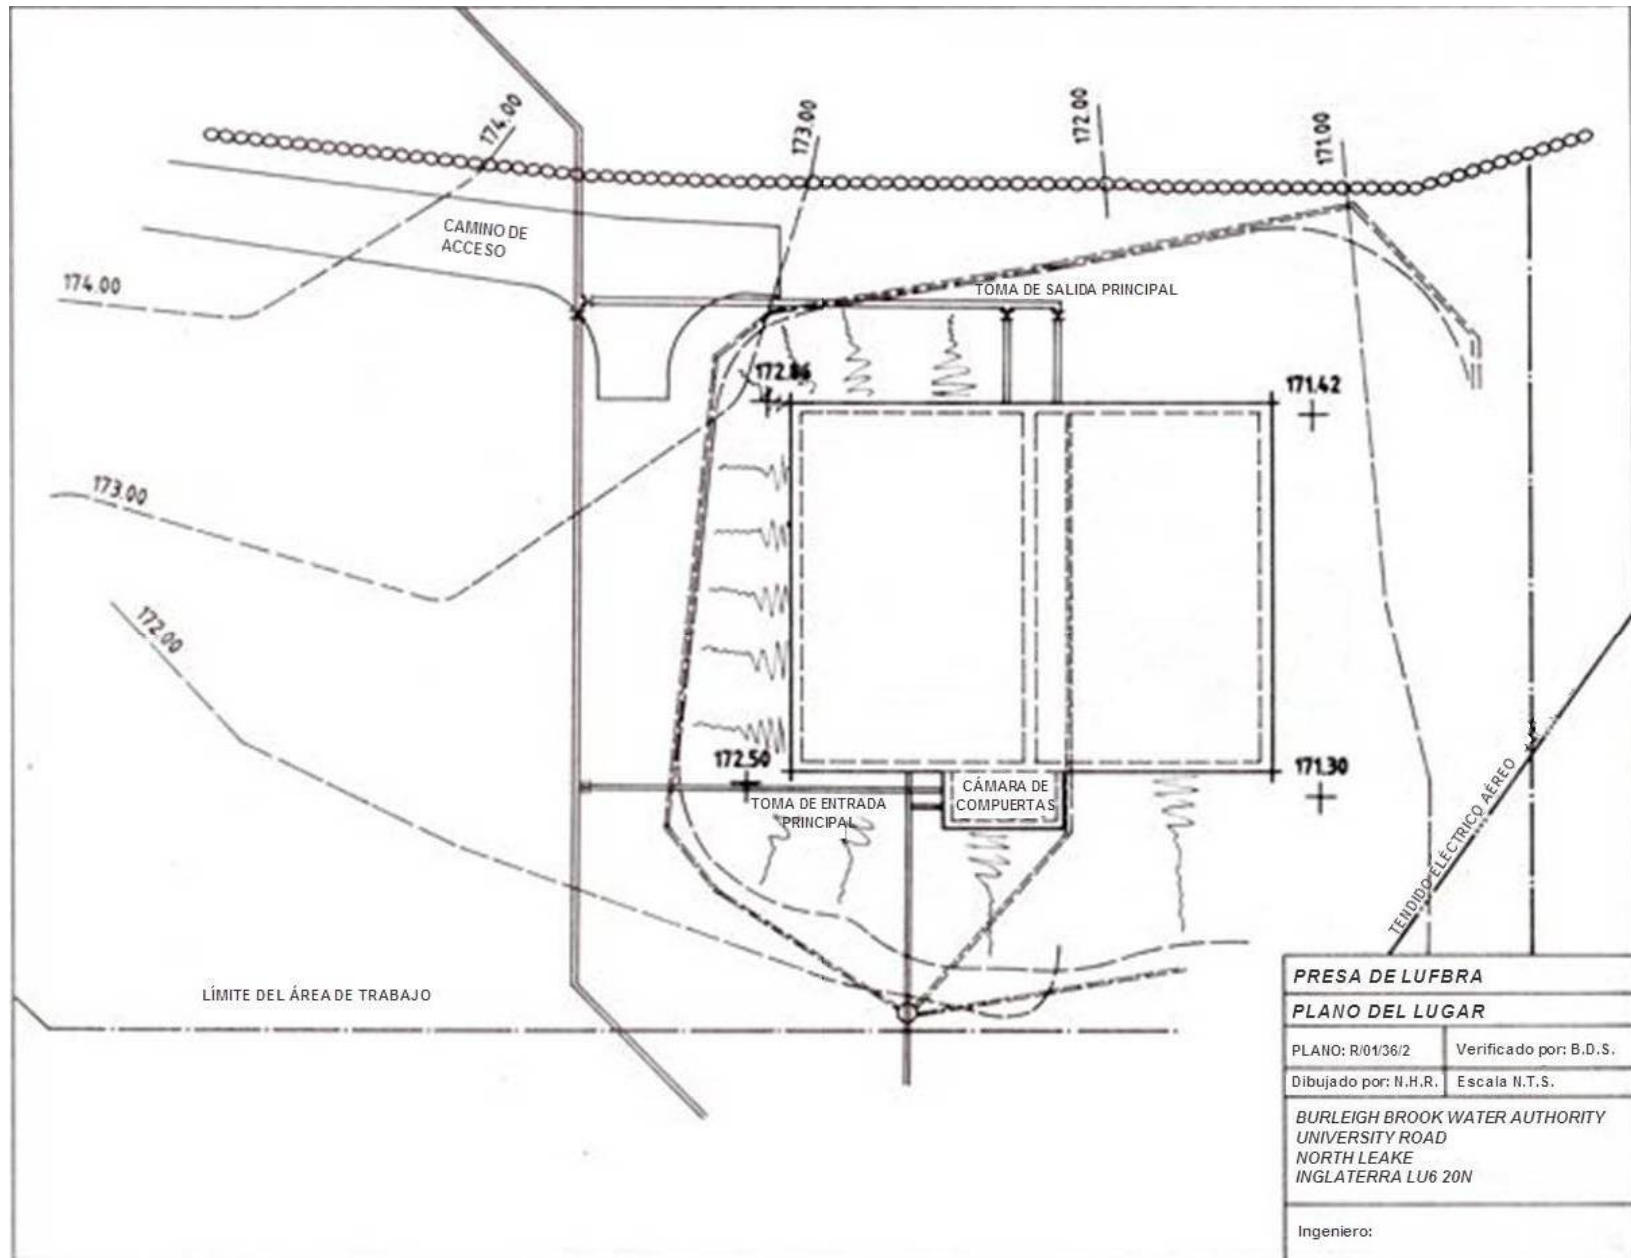 174.00
173.00
172.00
171.00
CAMINO DE
ACCESO
174.00
TOMA DE SALIDA PRINCIPAL
172.86
171.42
173.00
172.00
172.50
171.30
TOMA DE ENTRADA
PRINCIPAL
CÁMARA DE
COMPUERTAS
TENDIDO ELÉCTRICO AÉREO
LÍMITE DEL ÁREA DE TRABAJO
PRESA DE LUFBRA
PLANO DEL LUGAR
PLANO: R/01/36/2
Verificado por: B.D.S.
Dibujado por: N.H.R.
Escala N.T.S.
BURLEIGH BROOK WATER AUTHORITY
UNIVERSITY ROAD
NORTH LEAKE
INGLATERRA LU6 20N
Ingeniero: